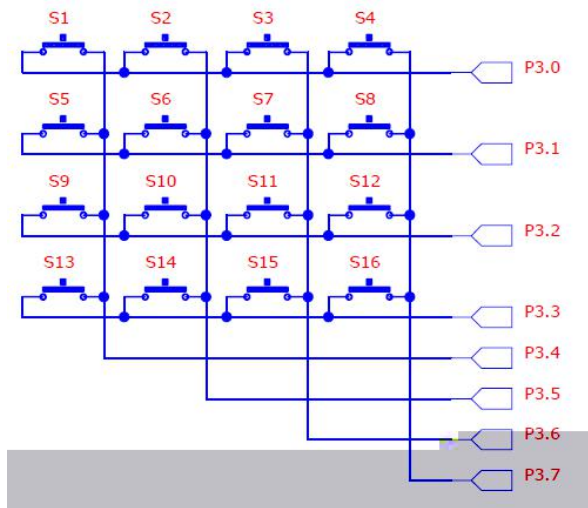 S1 S2 S3 S4
P3.0
S5 S6 S7 S8
P3.1
S9 S10 S11 S12
P3.2
S13 S14 S15 S16
P3.3
P3.4
P3.5
P3.6
P3.7